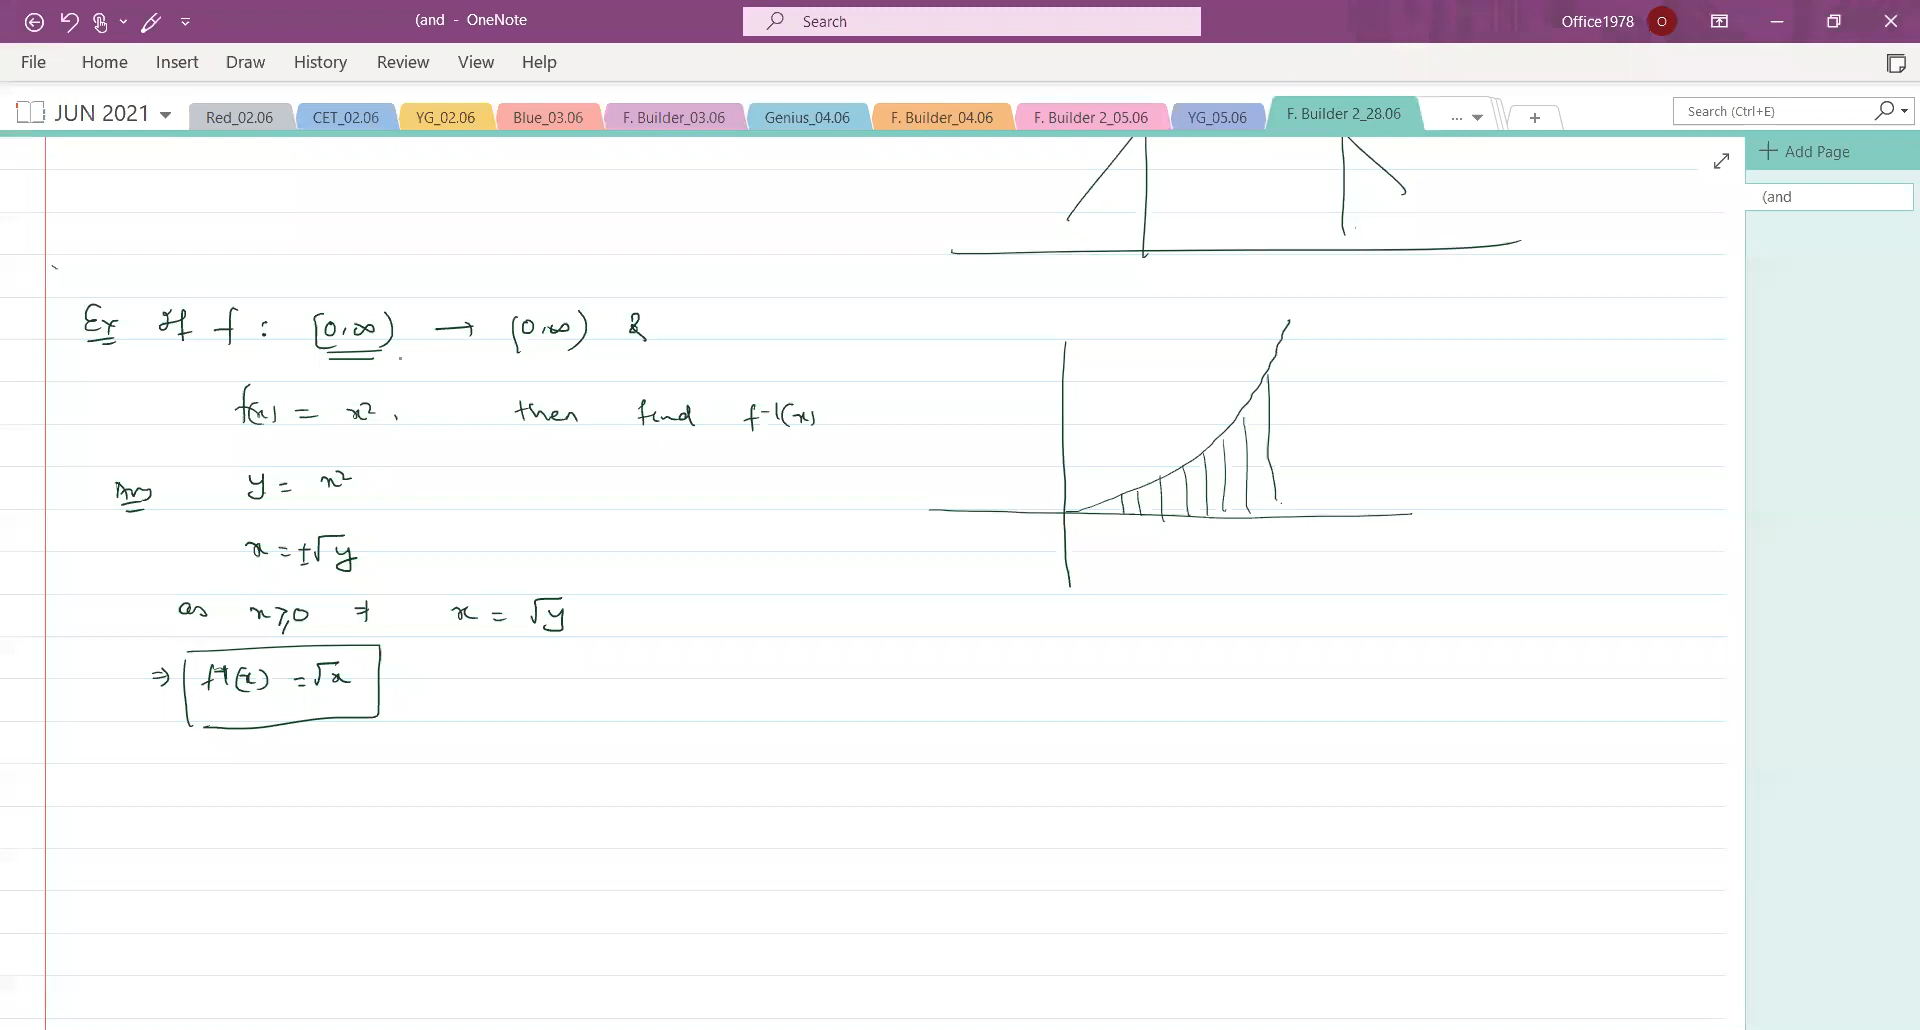 (and - OneNote
Search
Office1978
O
File Home Insert Draw History Review View Help
JUN 2021
Red_02.06 CET_02.06 YG_02.06 Blue_03.06 F. Builder_03.06 Genius_04.06 F. Builder_04.06 F. Builder 2_05.06 YG_05.06 F. Builder 2_28.06 ... +
Search (Ctrl+E)
+ Add Page
(and
Ex If f : [0,∞) → [0,∞) &
f(x) = x², then find f⁻¹(x)
Ans y = x²
x = ±√y
as x ≥ 0 ⇒ x = √y
⇒ f⁻¹(x) = √x